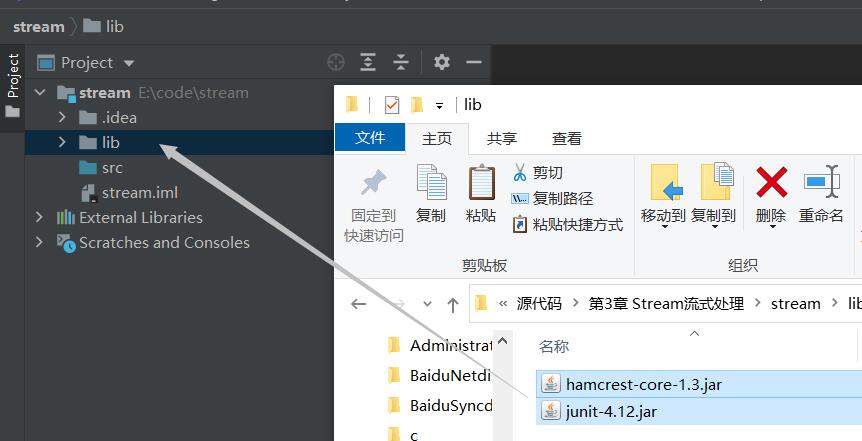 stream 〉 lib
Project
Project
stream E:\code\stream
.idea
lib
src
stream.iml
External Libraries
Scratches and Consoles
lib
文件 主页 共享 查看
固定到
快速访问
复制
粘贴
剪切
复制路径
粘贴快捷方式
剪贴板
移动到
复制到
删除
重命名
组织
« 源代码 > 第3章 Stream流式处理 > stream > lib
Administrat
BaiduNetdi
BaiduSyncd
c
名称
hamcrest-core-1.3.jar
junit-4.12.jar